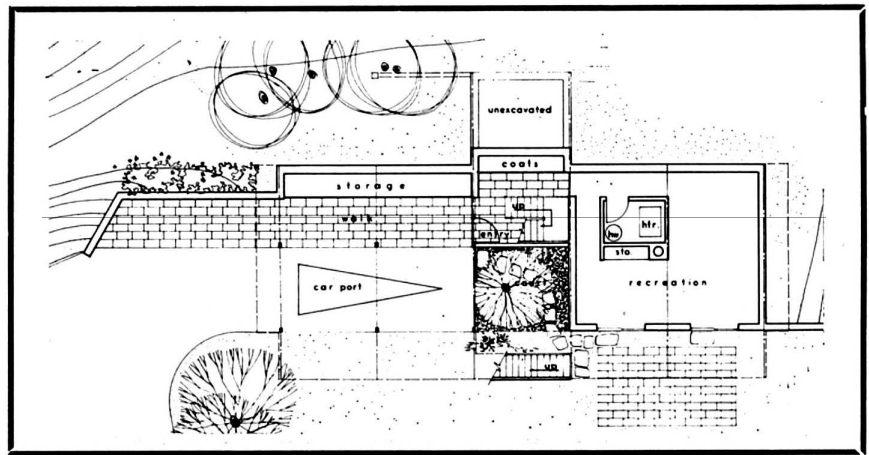 unexcavated
coats
storage
up
walk
htr.
hw
entry
sto.
court
car port
recreation
up